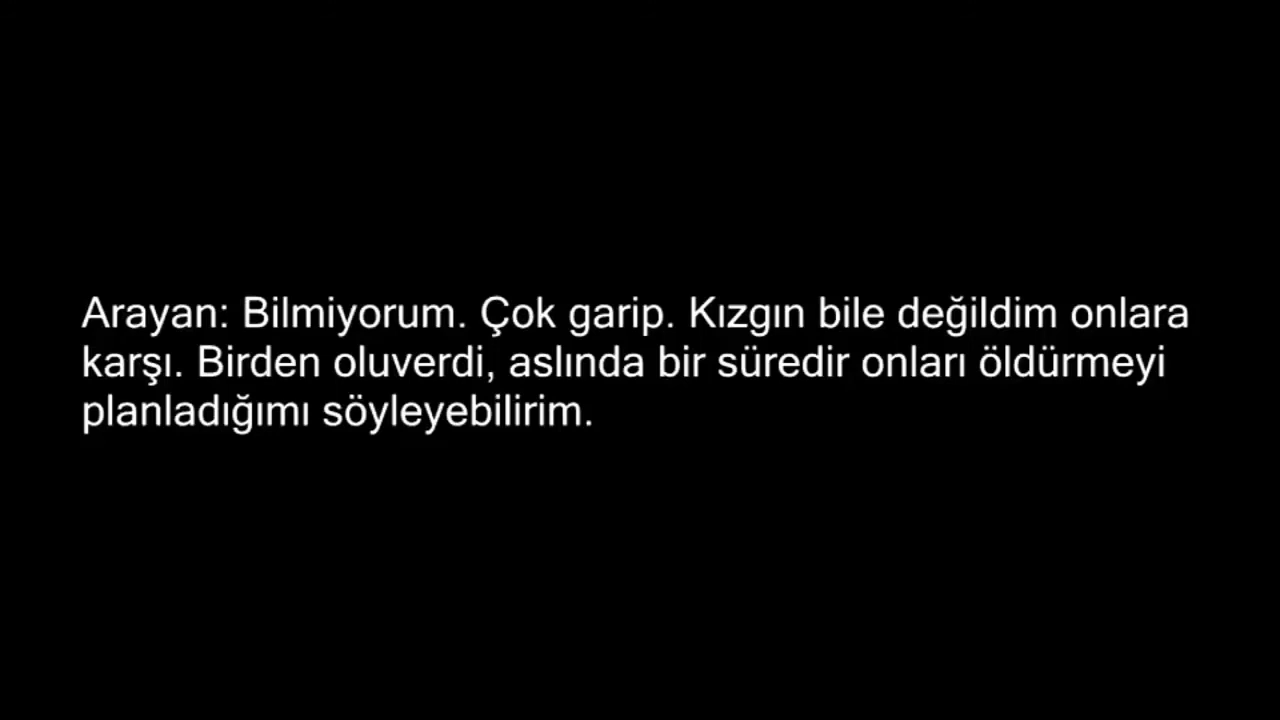 Arayan: Bilmiyorum. Çok garip. Kızgın bile değildim onlara
karşı. Birden oluverdi, aslında bir süredir onları öldürmeyi
planladığımı söyleyebilirim.